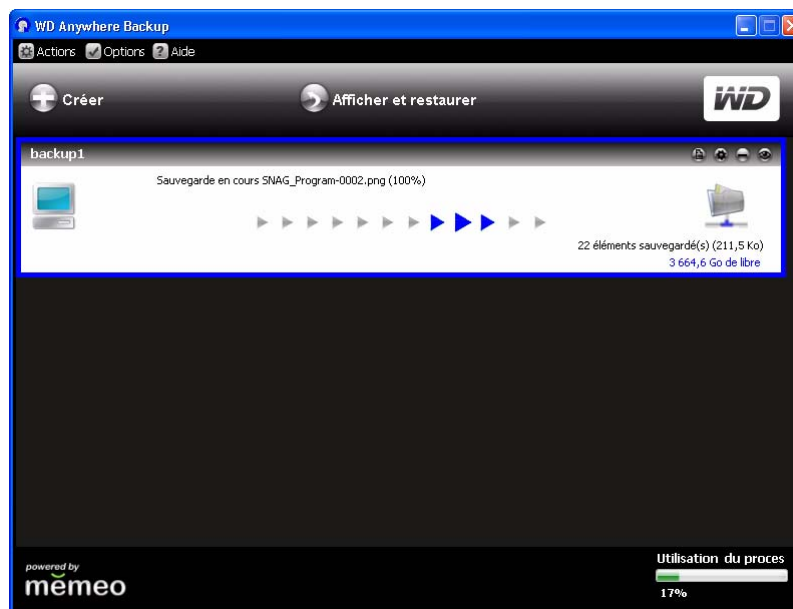 WD Anywhere Backup
Actions Options ? Aide
Créer Afficher et restaurer WD
backup1
Sauvegarde en cours SNAG_Program-0002.png (100%)
22 éléments sauvegardé(s) (211,5 Ko)
3 664,6 Go de libre
powered by
memeo
Utilisation du proces
17%